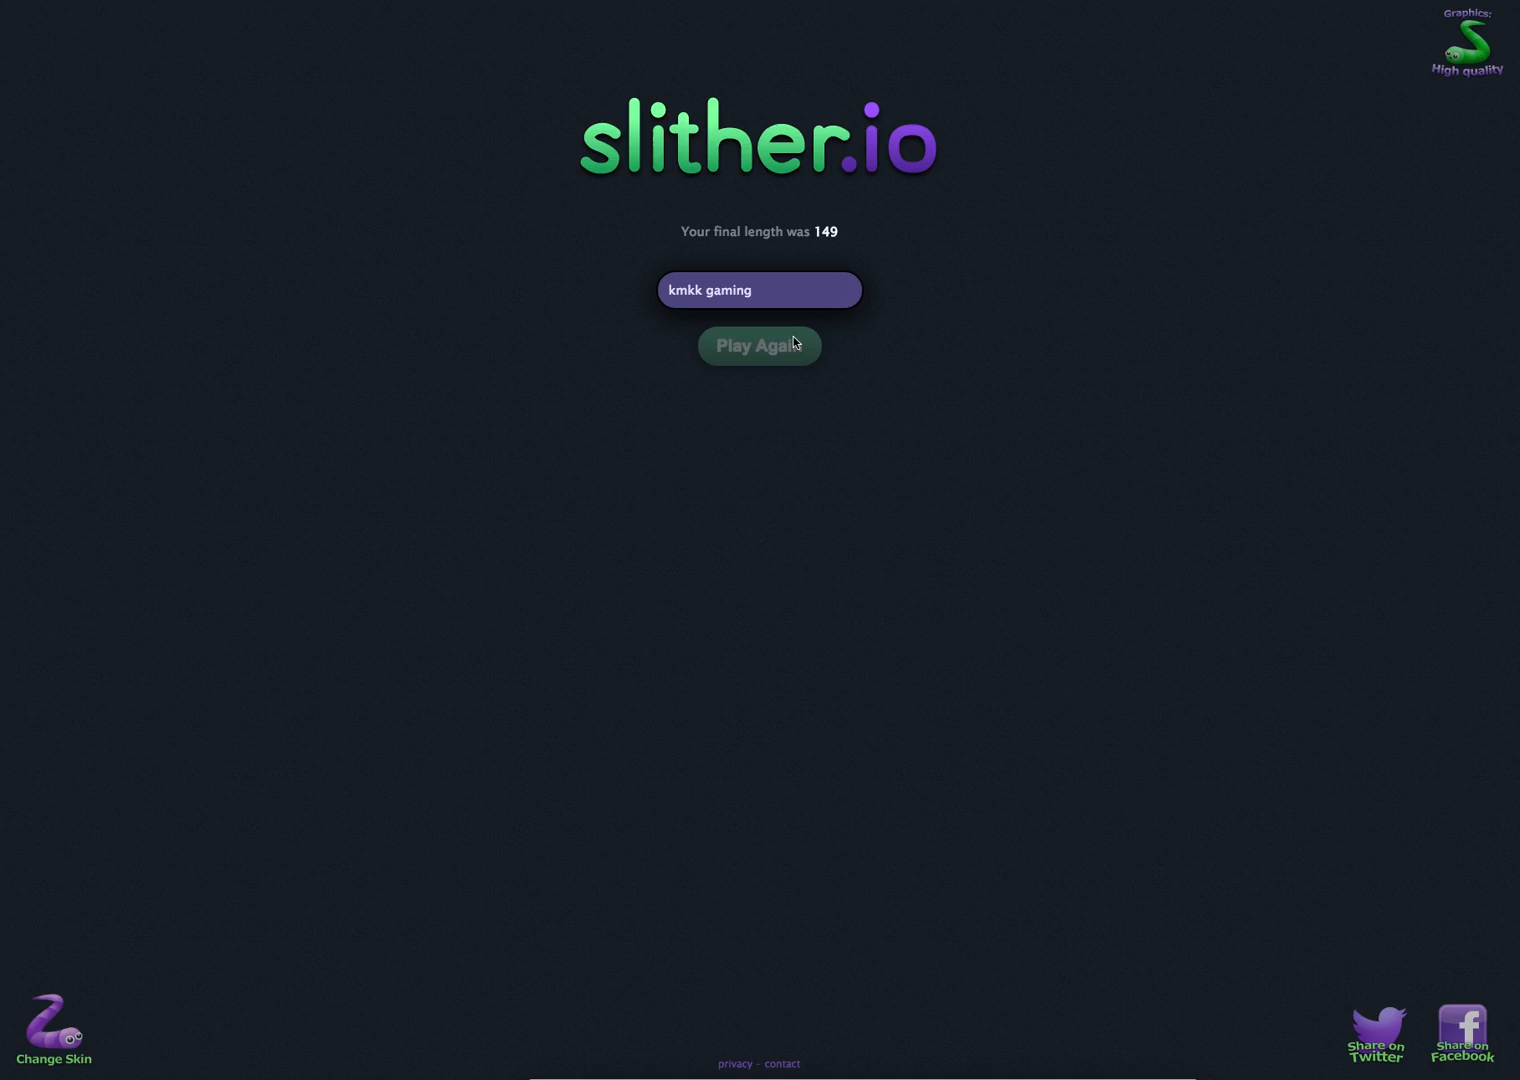 Graphics:
High quality
slither.io
Your final length was 149
kmkk gaming
Play Again
Change Skin
privacy - contact
Share on
Twitter
Share on
Facebook